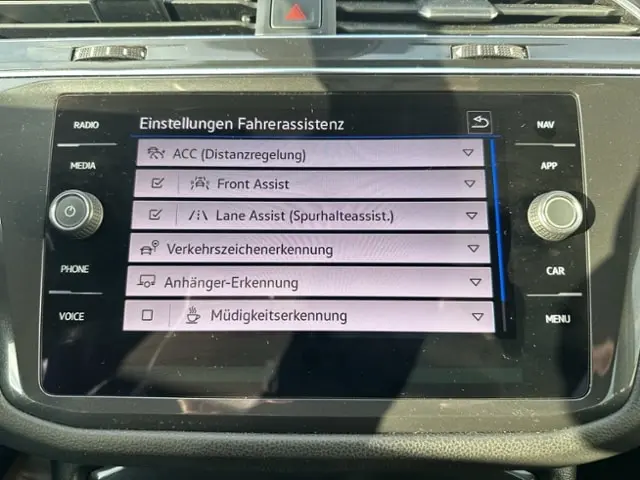 Einstellungen Fahrerassistenz
RADIO
MEDIA
PHONE
VOICE
ACC (Distanzregelung)
Front Assist
Lane Assist (Spurhalteassist.)
Verkehrszeichenerkennung
Anhänger-Erkennung
Müdigkeitserkennung
NAV
APP
CAR
MENU